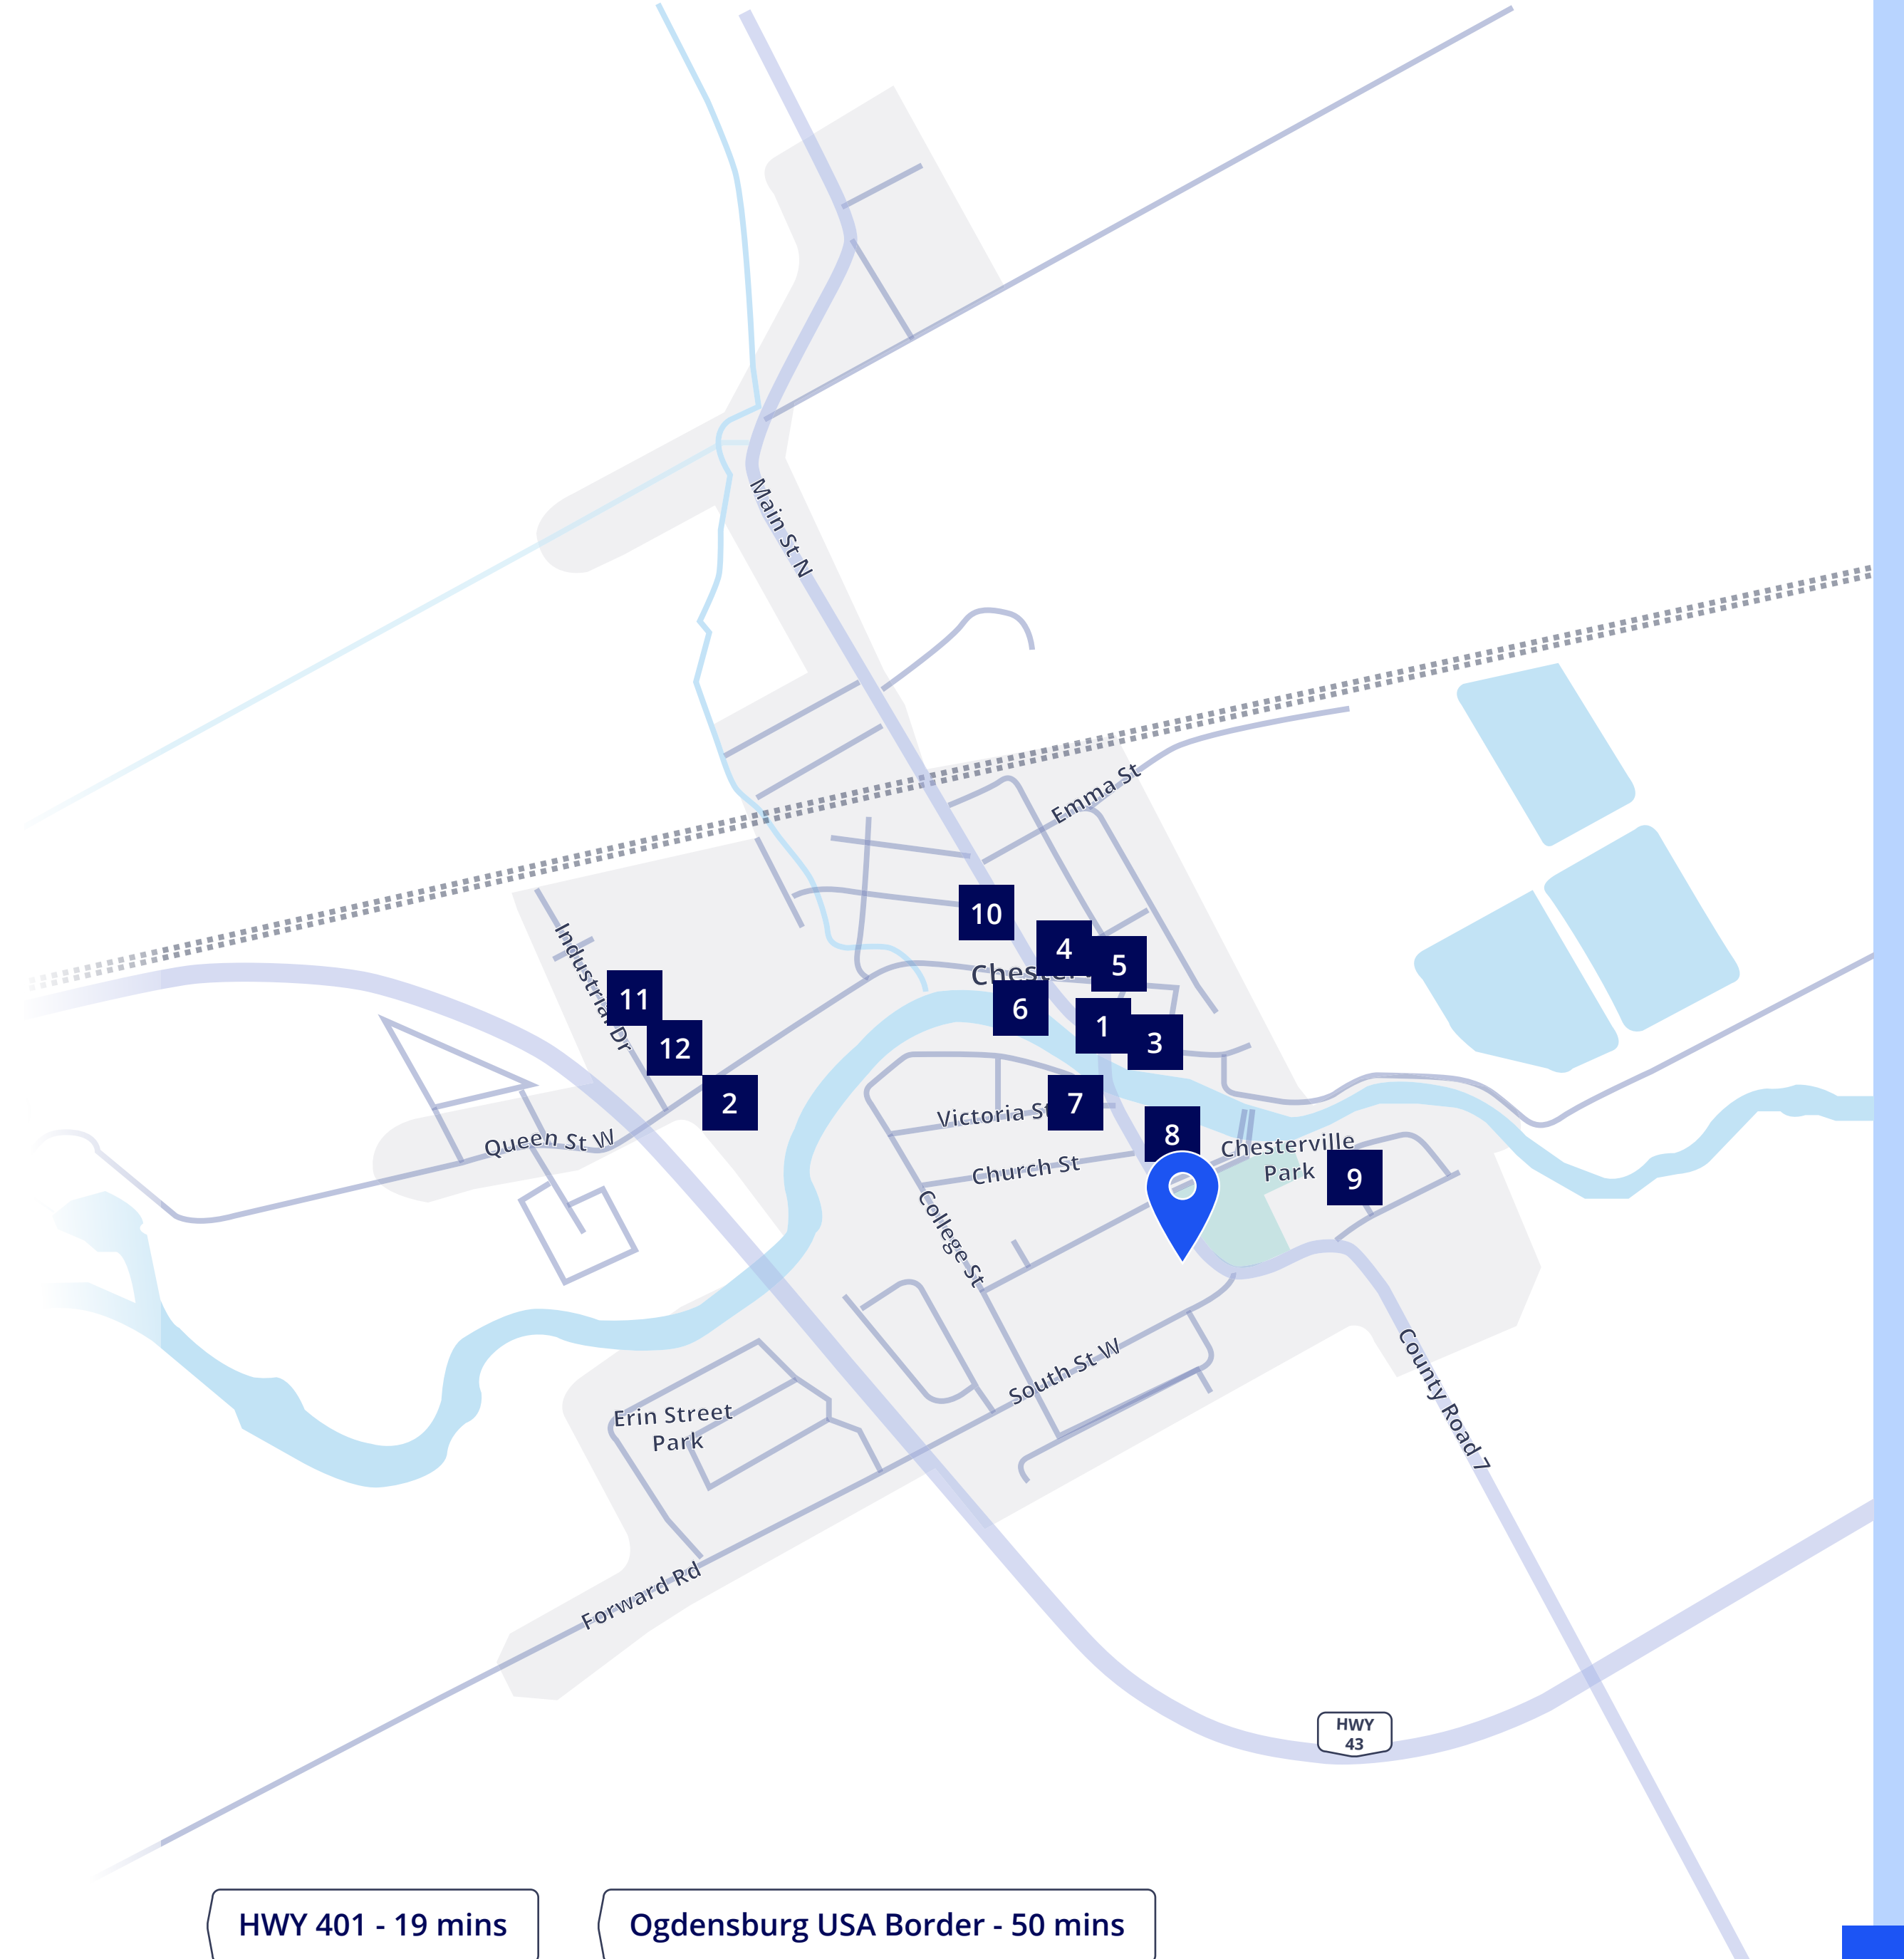 Main St N
Emma St
10
4
5
Chester
Industrial Dr
11
6
1
3
12
2
7
Victoria St
8
Queen St W
Chesterville
Park
Church St
9
College St
South St W
County Road 7
Erin Street
Park
Forward Rd
HWY
43
HWY 401 - 19 mins
Ogdensburg USA Border - 50 mins